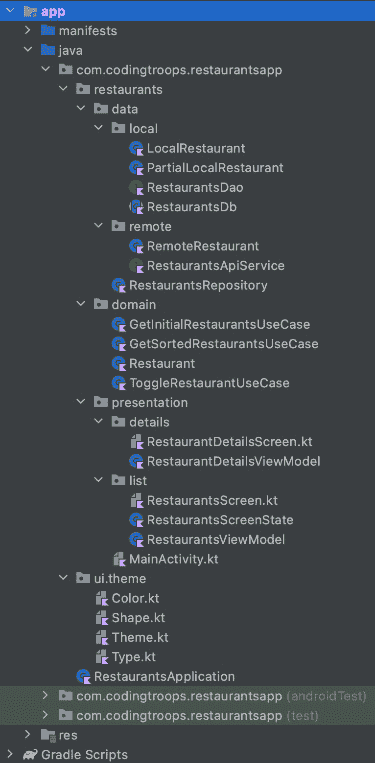 app
manifests
java
com.codingtroops.restaurantsapp
restaurants
data
local
LocalRestaurant
PartialLocalRestaurant
RestaurantsDao
RestaurantsDb
remote
RemoteRestaurant
RestaurantsApiService
RestaurantsRepository
domain
GetInitialRestaurantsUseCase
GetSortedRestaurantsUseCase
Restaurant
ToggleRestaurantUseCase
presentation
details
RestaurantDetailsScreen.kt
RestaurantDetailsViewModel
list
RestaurantsScreen.kt
RestaurantsScreenState
RestaurantsViewModel
MainActivity.kt
ui.theme
Color.kt
Shape.kt
Theme.kt
Type.kt
RestaurantsApplication
com.codingtroops.restaurantsapp (androidTest)
com.codingtroops.restaurantsapp (test)
res
Gradle Scripts